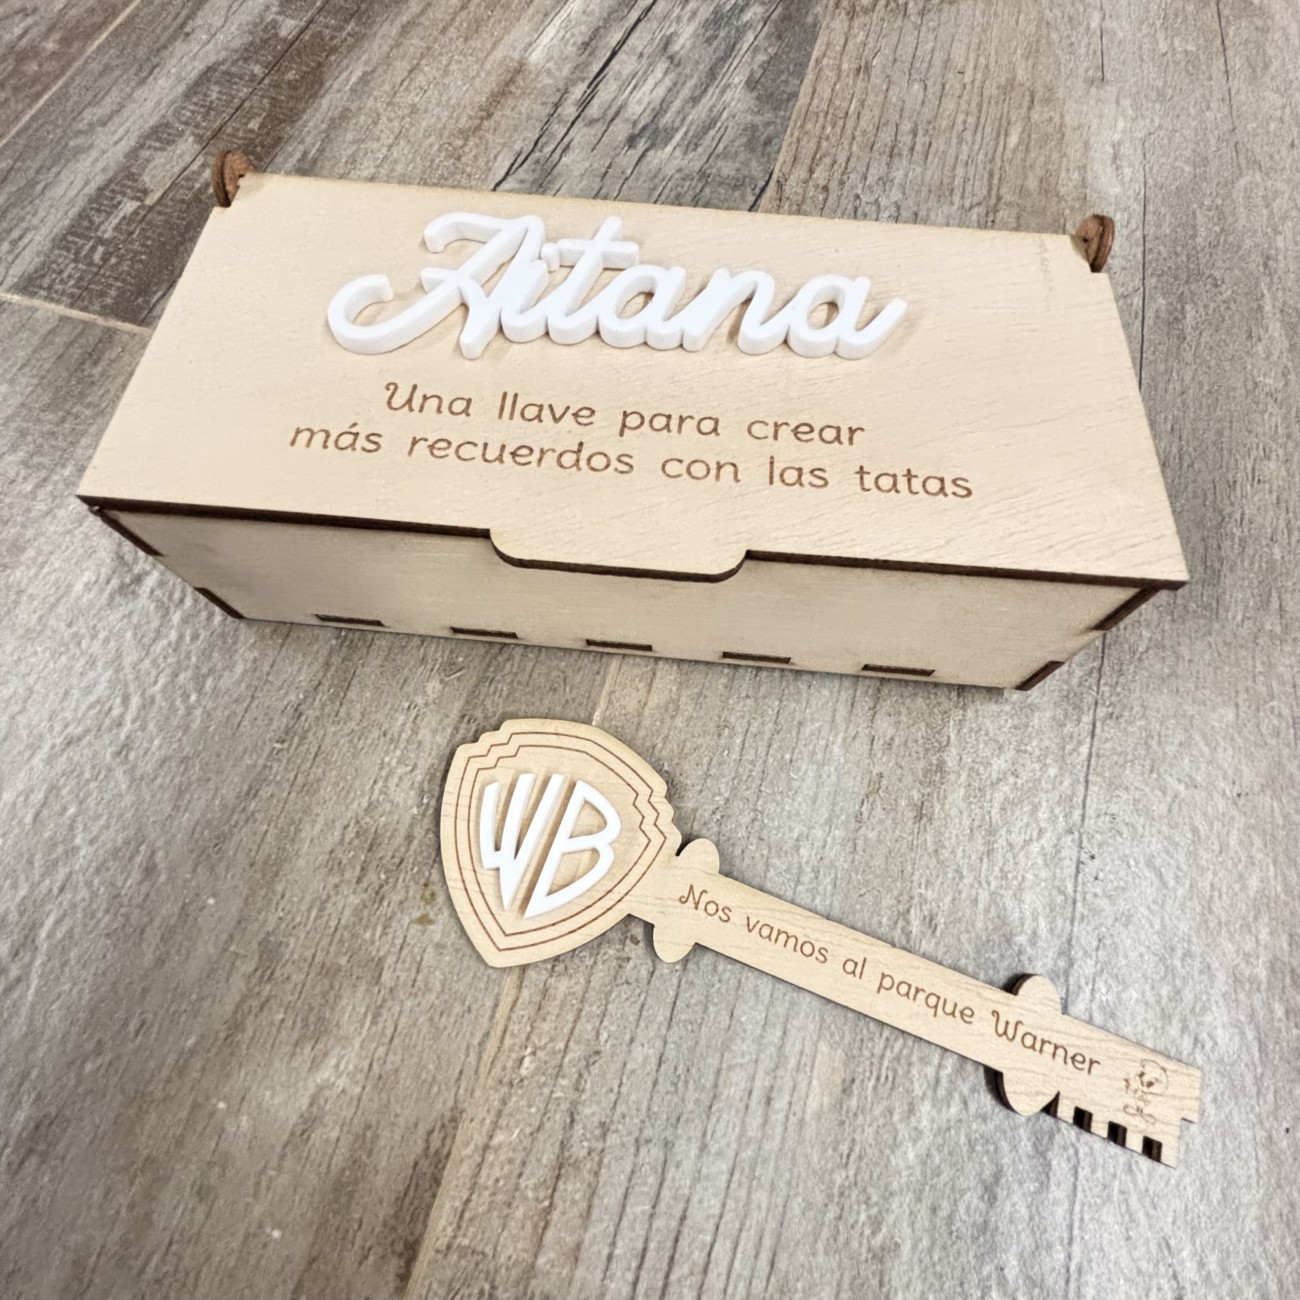 Aitana
Una llave para crear
más recuerdos con las tatas
WB
Nos vamos al parque Warner